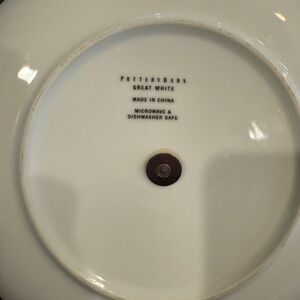 POTTERYBARN
GREAT WHITE
MADE IN CHINA
MICROWAVE &
DISHWASHER SAFE